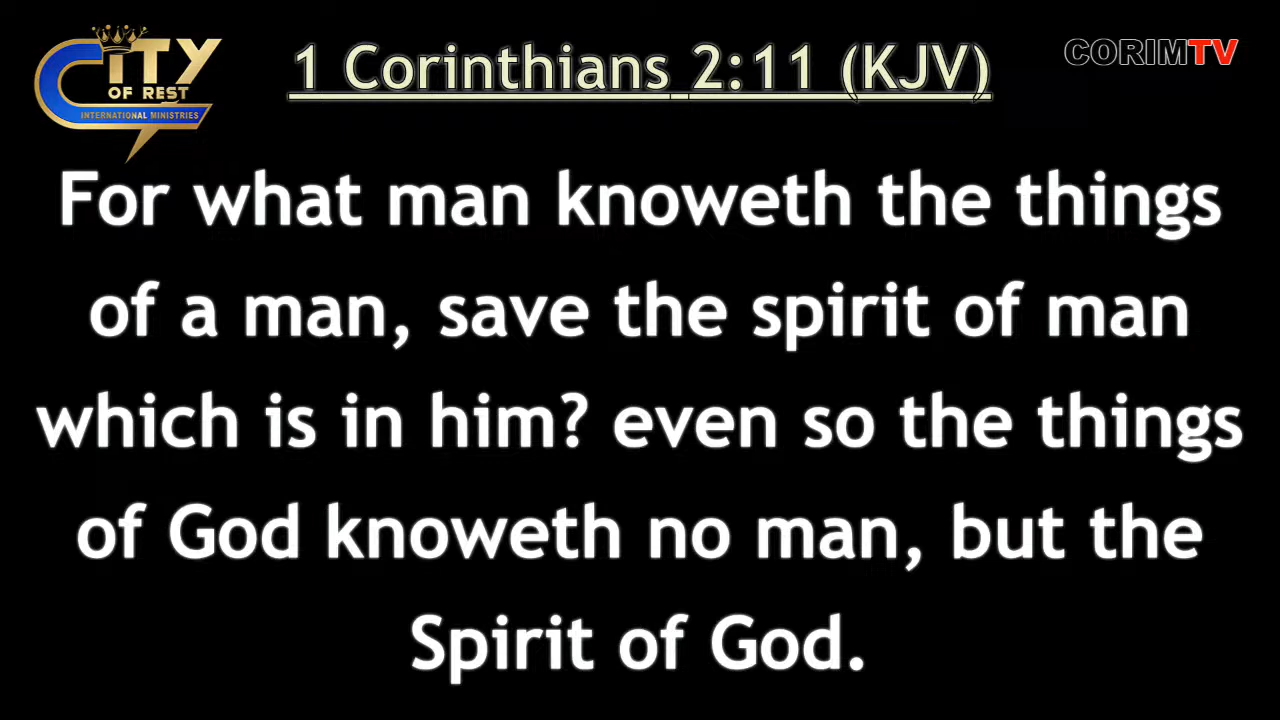 CITY
OF REST
INTERNATIONAL MINISTRIES
1 Corinthians 2:11 (KJV)
CORIMTV
For what man knoweth the things
of a man, save the spirit of man
which is in him? even so the things
of God knoweth no man, but the
Spirit of God.